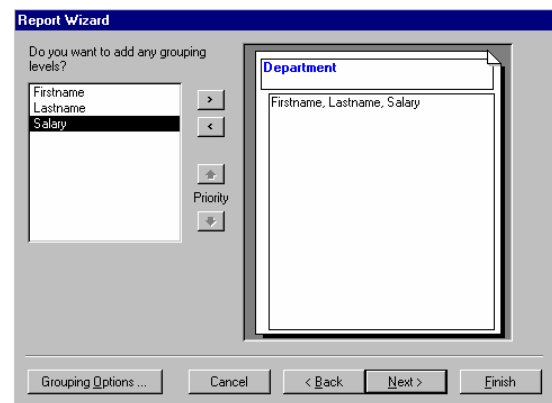 Report Wizard
Do you want to add any grouping
levels?
Firstname
Lastname
Salary
>
<
Priority
Department
Firstname, Lastname, Salary
Grouping Options ...
Cancel
< Back
Next >
Finish